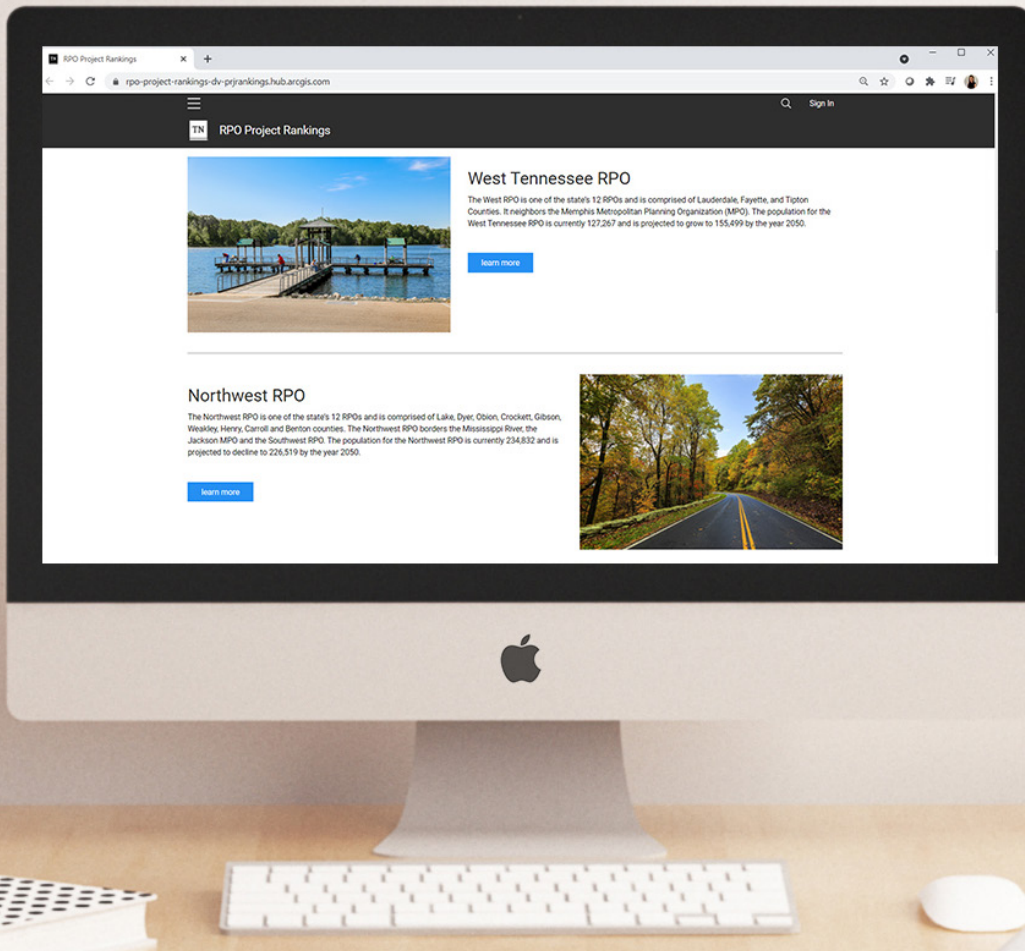 RPO Project Rankings
rpo-project-rankings-dv-prjrankings.hub.arcgis.com
Sign In
TN RPO Project Rankings
West Tennessee RPO
The West RPO is one of the state's 12 RPOs and is comprised of Lauderdale, Fayette, and Tipton
Counties. It neighbors the Memphis Metropolitan Planning Organization (MPO). The population for the
West Tennessee RPO is currently 127,267 and is projected to grow to 155,499 by the year 2050.
learn more
Northwest RPO
The Northwest RPO is one of the state's 12 RPOs and is comprised of Lake, Dyer, Obion, Crockett, Gibson,
Weakley, Henry, Carroll and Benton counties. The Northwest RPO borders the Mississippi River, the
Jackson MPO and the Southwest RPO. The population for the Northwest RPO is currently 234,832 and is
projected to decline to 226,519 by the year 2050.
learn more